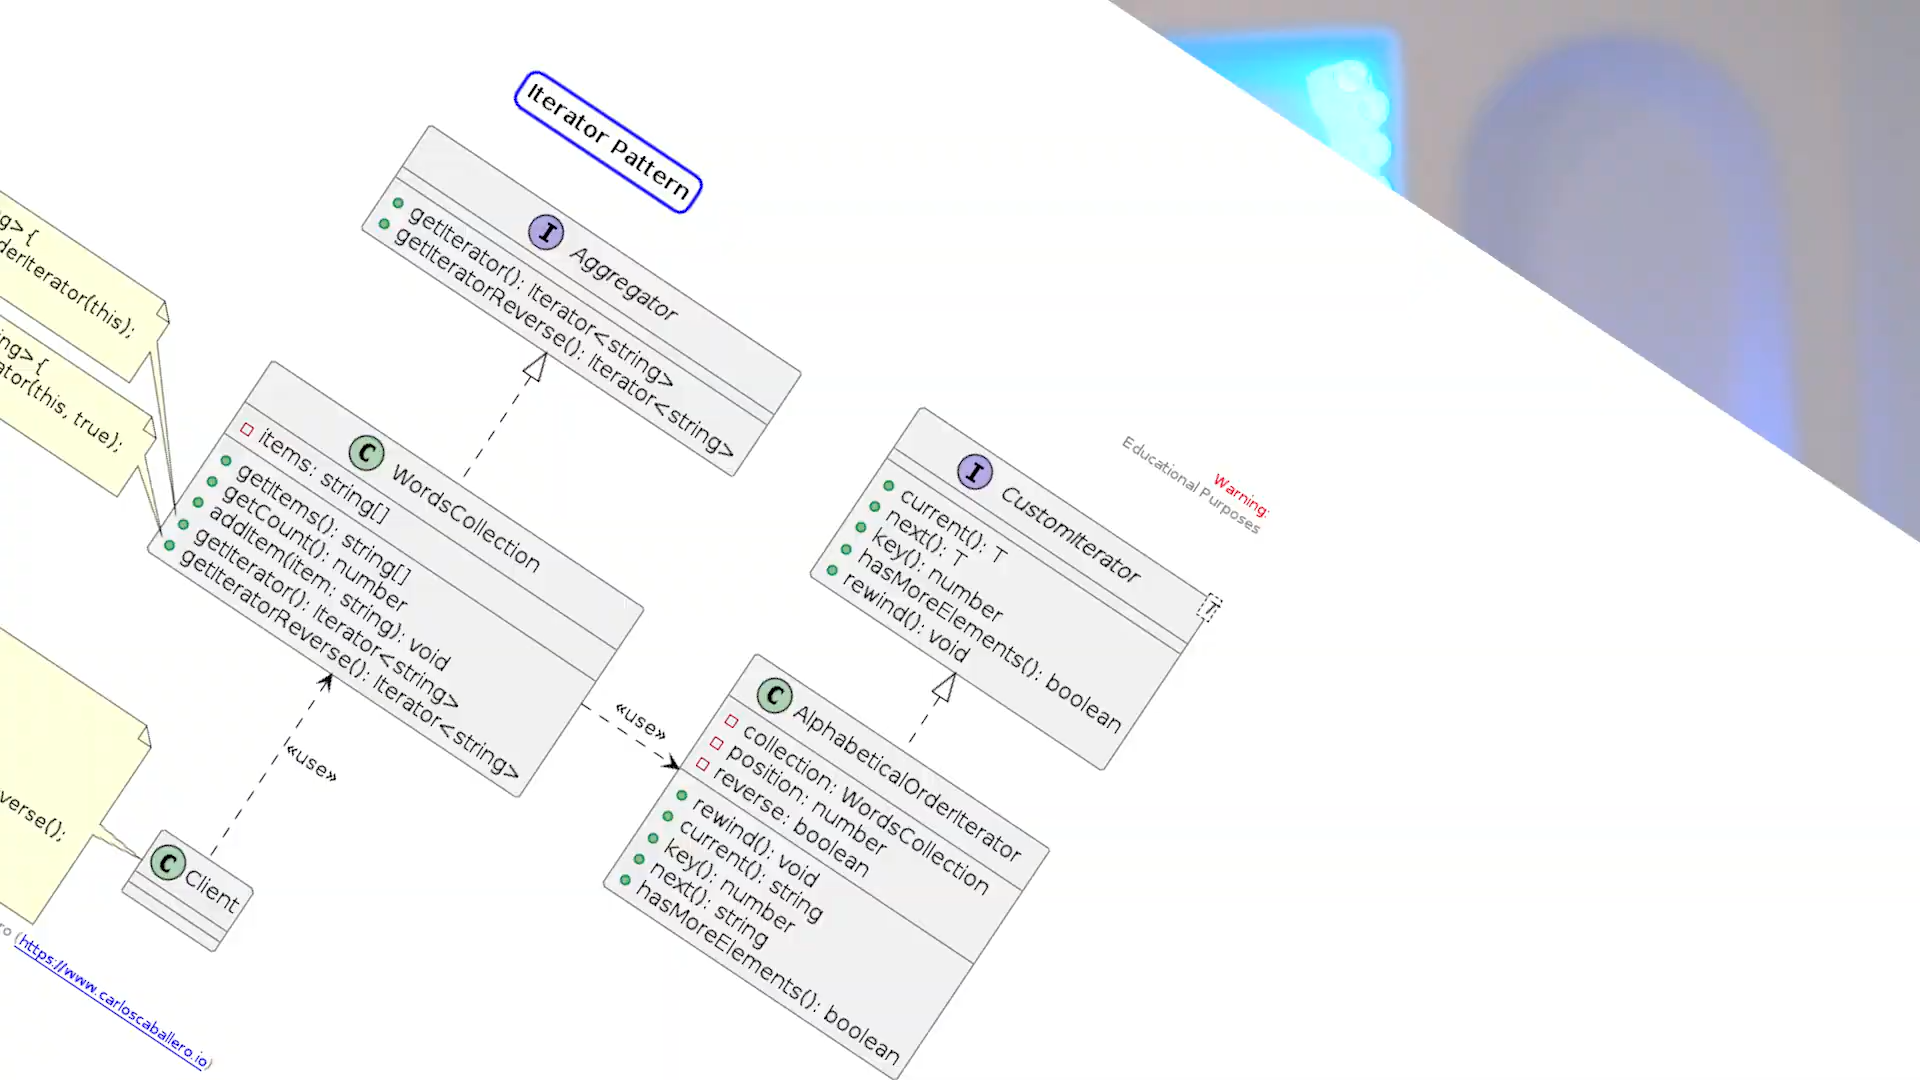 Iterator Pattern
I
Aggregator
getIterator(): Iterator<string>
getIteratorReverse(): Iterator<string>
g> {
derIterator(this);
ing> {
ator(this, true);
C
WordsCollection
items: string[]
getItems(): string[]
getCount(): number
addItem(item: string): void
getIterator(): Iterator<string>
getIteratorReverse(): Iterator<string>
I
CustomIterator
T
current(): T
next(): T
key(): number
hasMoreElements(): boolean
rewind(): void
Warning:
Educational Purposes
«use»
«use»
C
AlphabeticalOrderIterator
collection: WordsCollection
position: number
reverse: boolean
rewind(): void
current(): string
key(): number
next(): string
hasMoreElements(): boolean
verse();
C
Client
ro (https://www.carloscaballero.io)